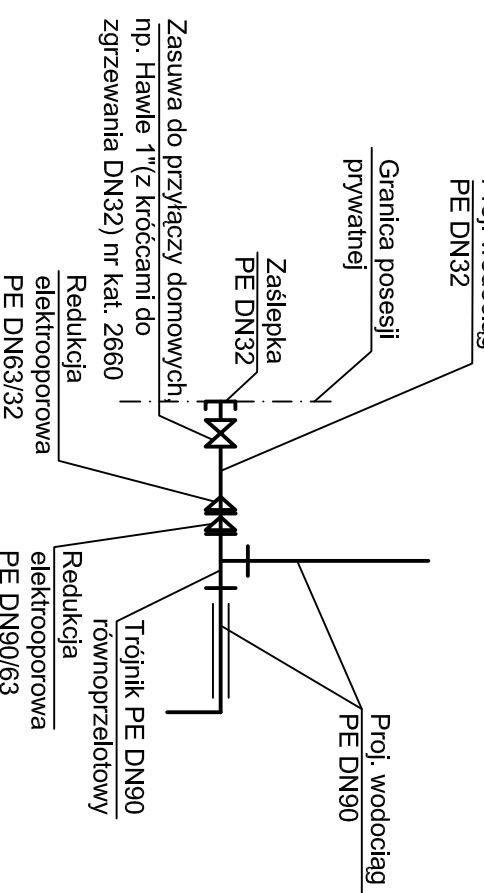 Proj. wodociąg
PE DN32
Granica posesji
prywatnej
Zaślepka
PE DN32
Zasuwa do przyłączy domowych,
np. Hawle 1"(z króćcami do
zgrzewania DN32) nr kat. 2660
Redukcja
elektrooporowa
PE DN63/32
Redukcja
elektrooporowa
PE DN90/63
Trójnik PE DN90
równoprzelotowy
Proj. wodociąg
PE DN90